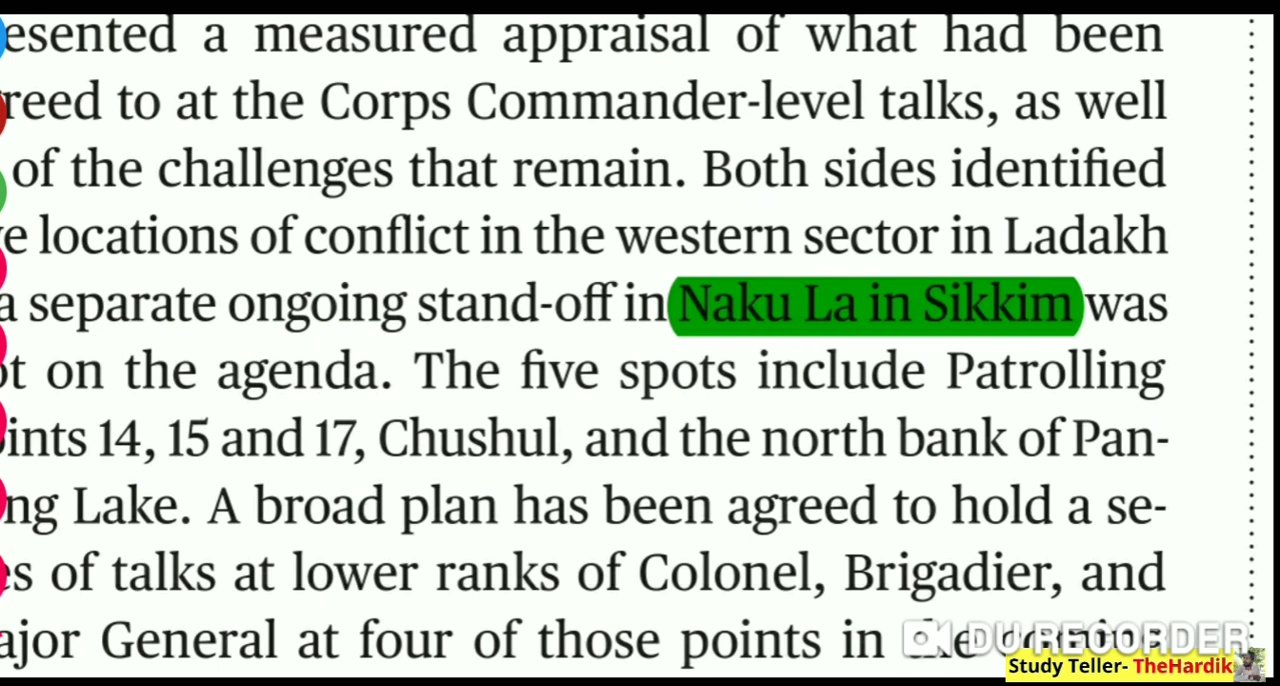 esented a measured appraisal of what had been
reed to at the Corps Commander-level talks, as well
of the challenges that remain. Both sides identified
e locations of conflict in the western sector in Ladakh
a separate ongoing stand-off in Naku La in Sikkim was
ot on the agenda. The five spots include Patrolling
ints 14, 15 and 17, Chushul, and the north bank of Pan-
ng Lake. A broad plan has been agreed to hold a se-
es of talks at lower ranks of Colonel, Brigadier, and
ajor General at four of those points in the coming
DU RECORDER
Study Teller- TheHardik